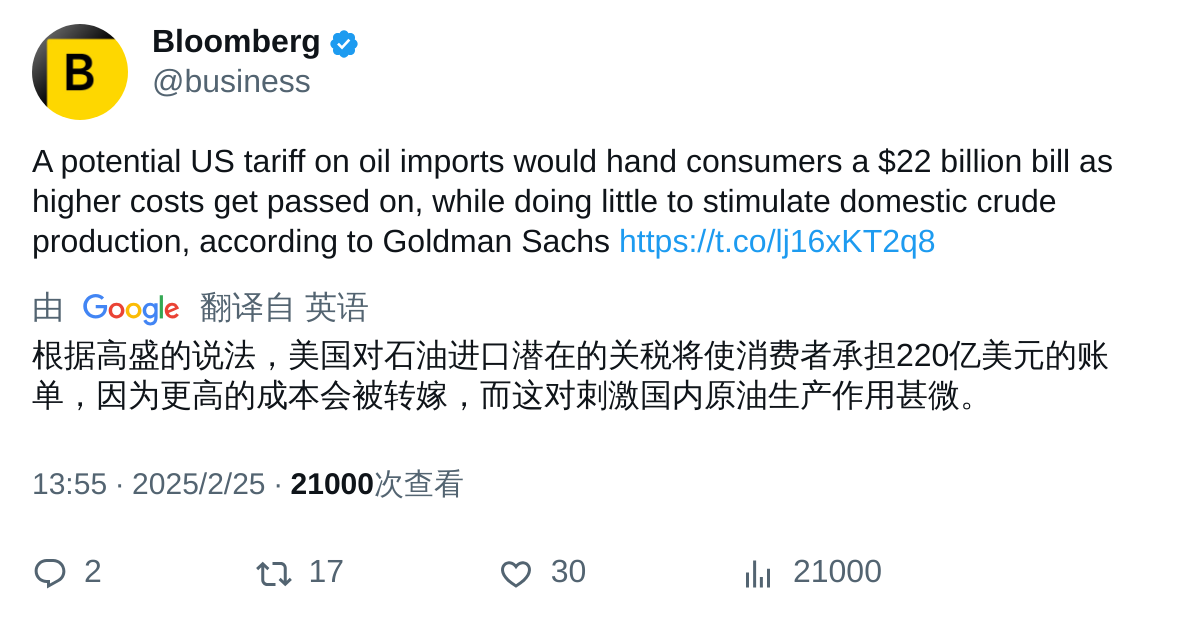 B
Bloomberg
@business
A potential US tariff on oil imports would hand consumers a $22 billion bill as
higher costs get passed on, while doing little to stimulate domestic crude
production, according to Goldman Sachs https://t.co/lj16xKT2q8
由 Google 翻译自 英语
根据高盛的说法，美国对石油进口潜在的关税将使消费者承担220亿美元的账
单，因为更高的成本会被转嫁，而这对刺激国内原油生产作用甚微。
13:55 · 2025/2/25 · 21000次查看
2 17 30 21000